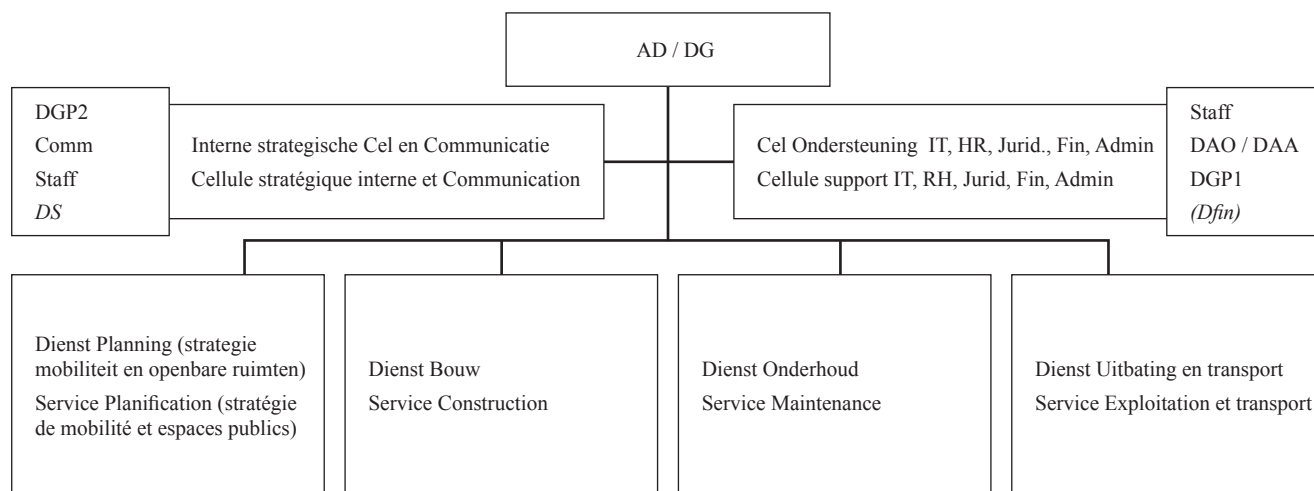 AD / DG
DGP2
Comm
Staff
DS
Interne strategische Cel en Communicatie
Cellule stratégique interne et Communication
Cel Ondersteuning IT, HR, Jurid., Fin, Admin
Cellule support IT, RH, Jurid, Fin, Admin
Staff
DAO / DAA
DGP1
(Dfin)
Dienst Planning (strategie
mobiliteit en openbare ruimten)
Service Planification (stratégie
de mobilité et espaces publics)
Dienst Bouw
Service Construction
Dienst Onderhoud
Service Maintenance
Dienst Uitbating en transport
Service Exploitation et transport